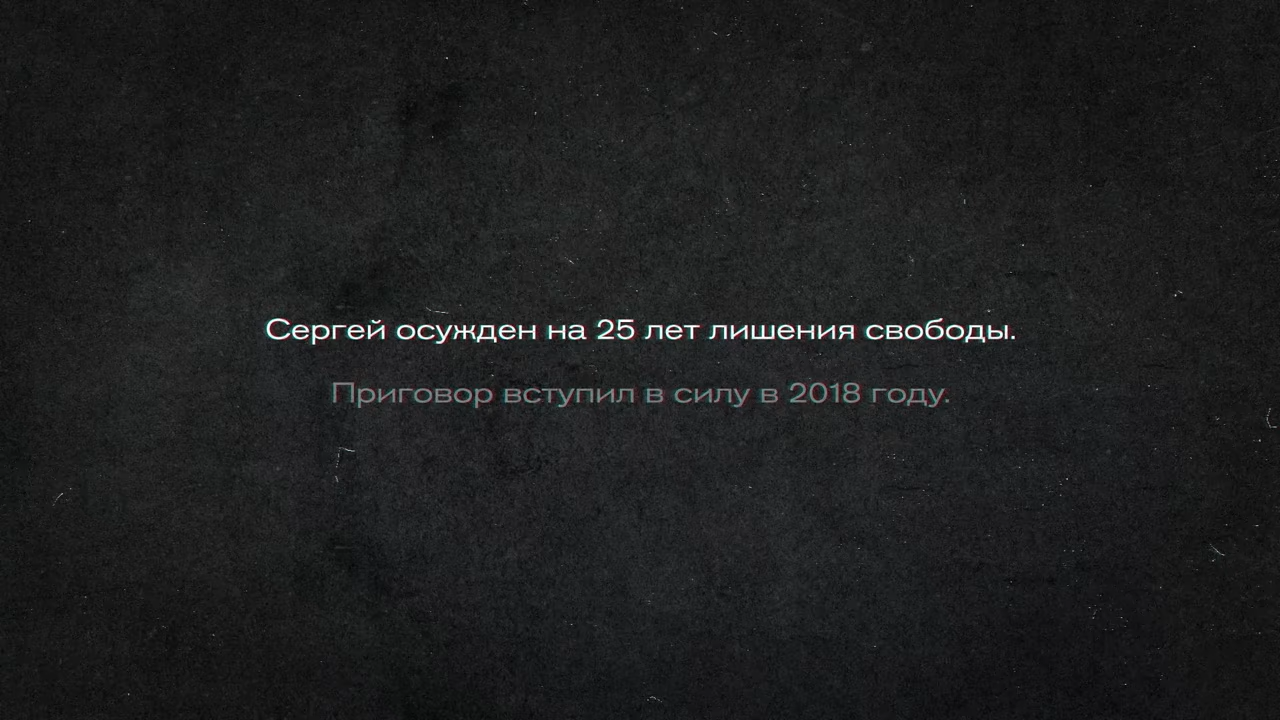 Сергей осужден на 25 лет лишения свободы.
Приговор вступил в силу в 2018 году.